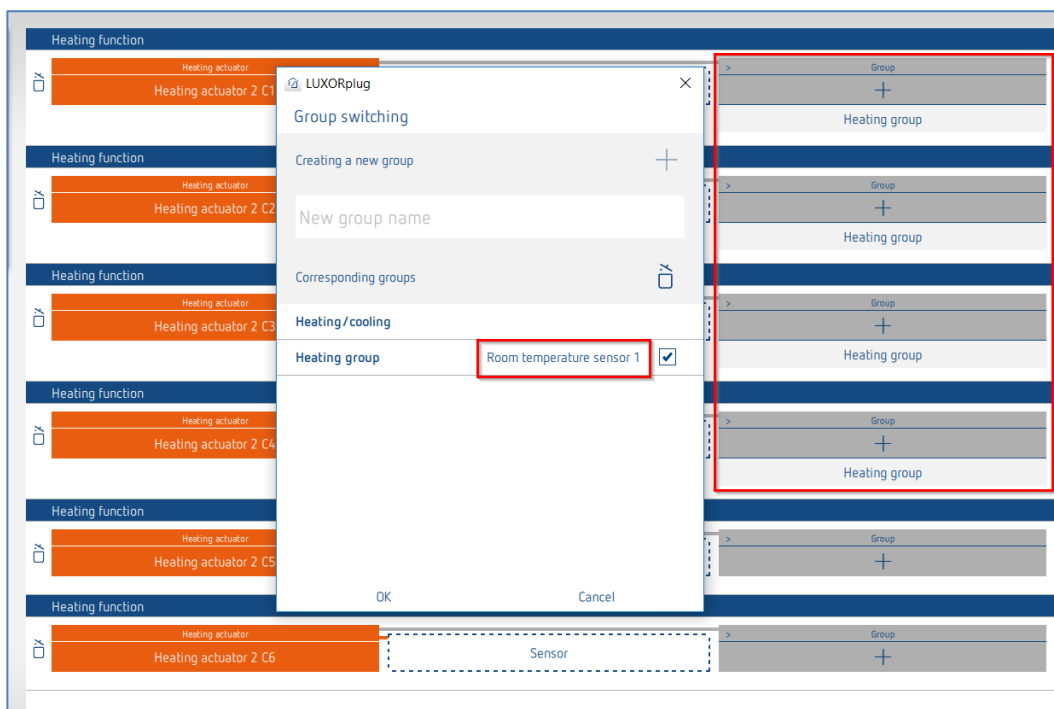 Heating function
Heating actuator
Heating actuator 2 C1
> Group
+
Heating group
Heating function
Heating actuator
Heating actuator 2 C2
> Group
+
Heating group
Heating function
Heating actuator
Heating actuator 2 C3
> Group
+
Heating group
Heating function
Heating actuator
Heating actuator 2 C4
> Group
+
Heating group
Heating function
Heating actuator
Heating actuator 2 C5
> Group
+
Heating function
Heating actuator
Heating actuator 2 C6
Sensor
> Group
+
LUXORplug
Group switching
Creating a new group +
New group name
Corresponding groups
Heating/cooling
Heating group Room temperature sensor 1
OK Cancel